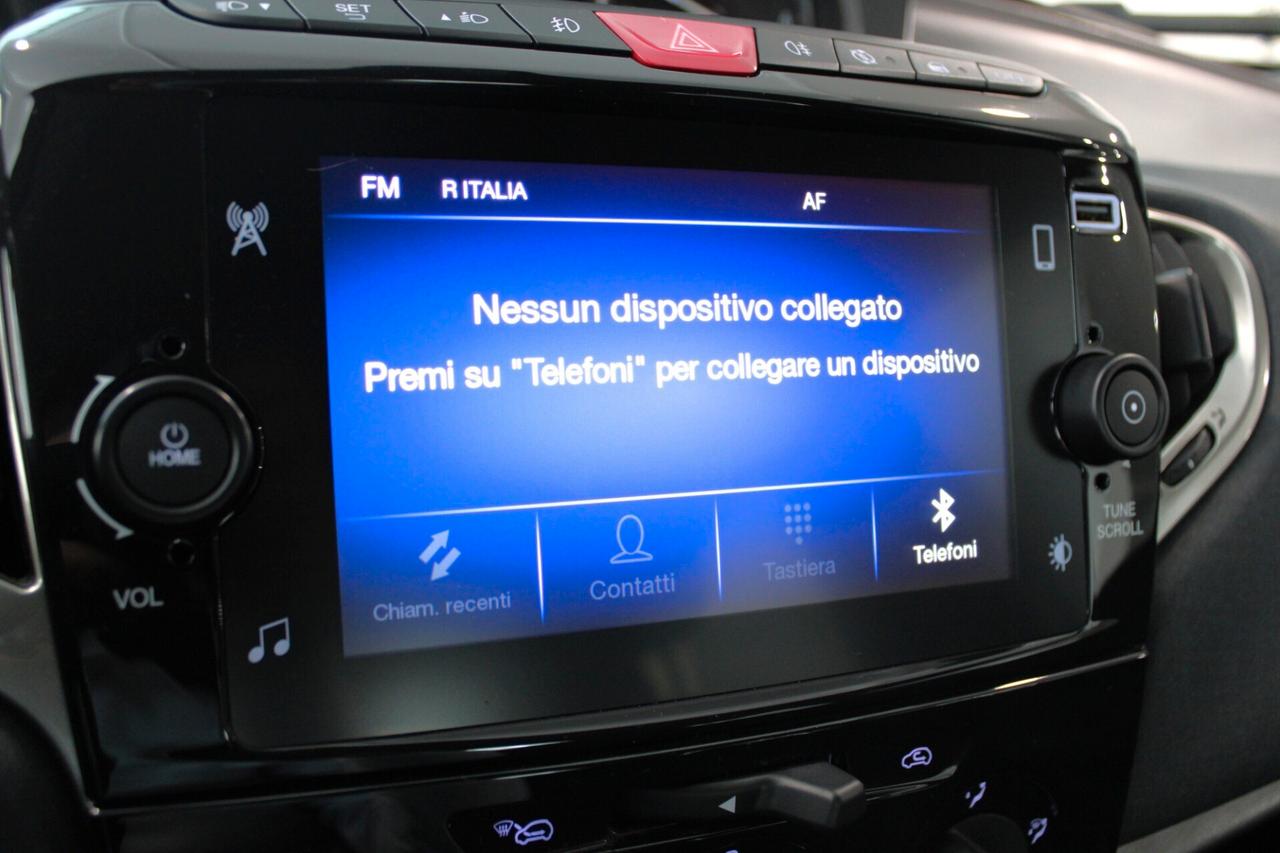 SET
FM R ITALIA AF
Nessun dispositivo collegato
Premi su "Telefoni" per collegare un dispositivo
HOME
VOL
TUNE
SCROLL
Chiam. recenti
Contatti
Tastiera
Telefoni